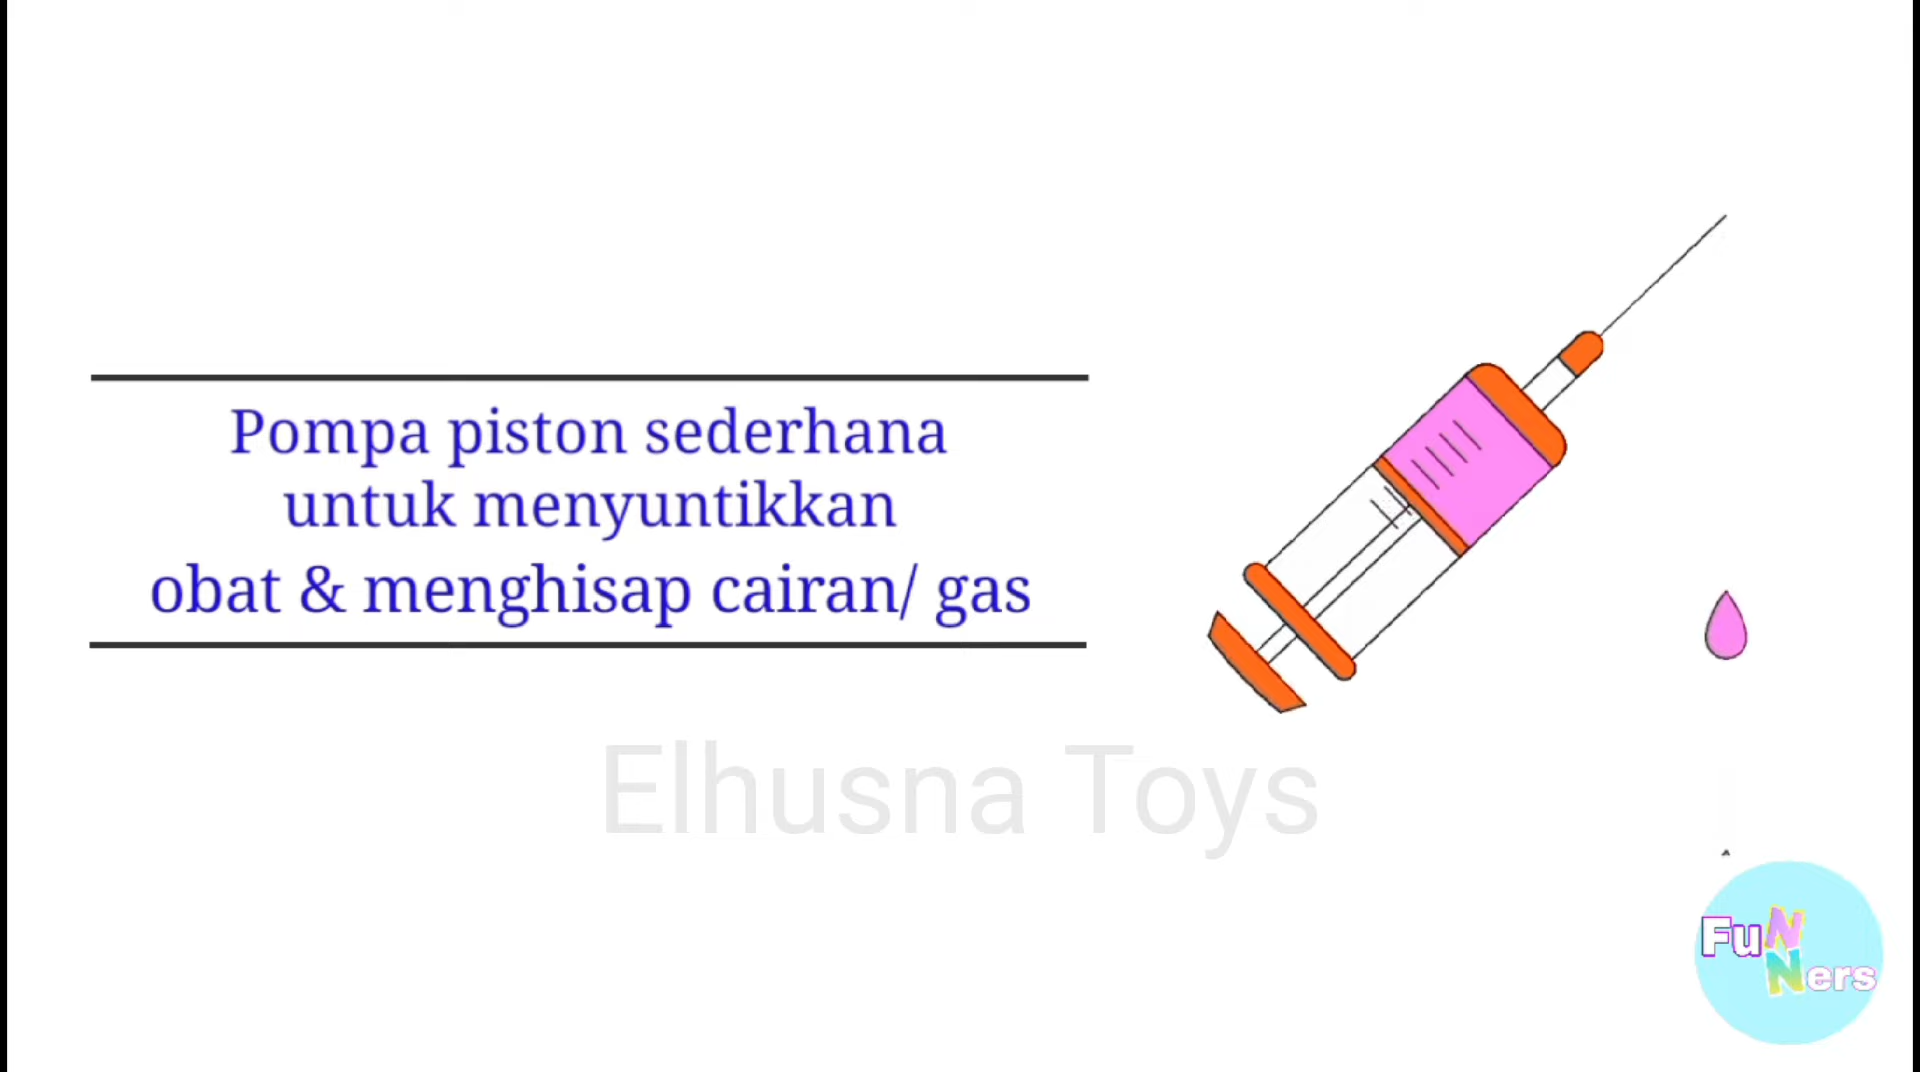 Pompa piston sederhana
untuk menyuntikkan
obat & menghisap cairan/ gas
Elhusna Toys
FuN
Ners